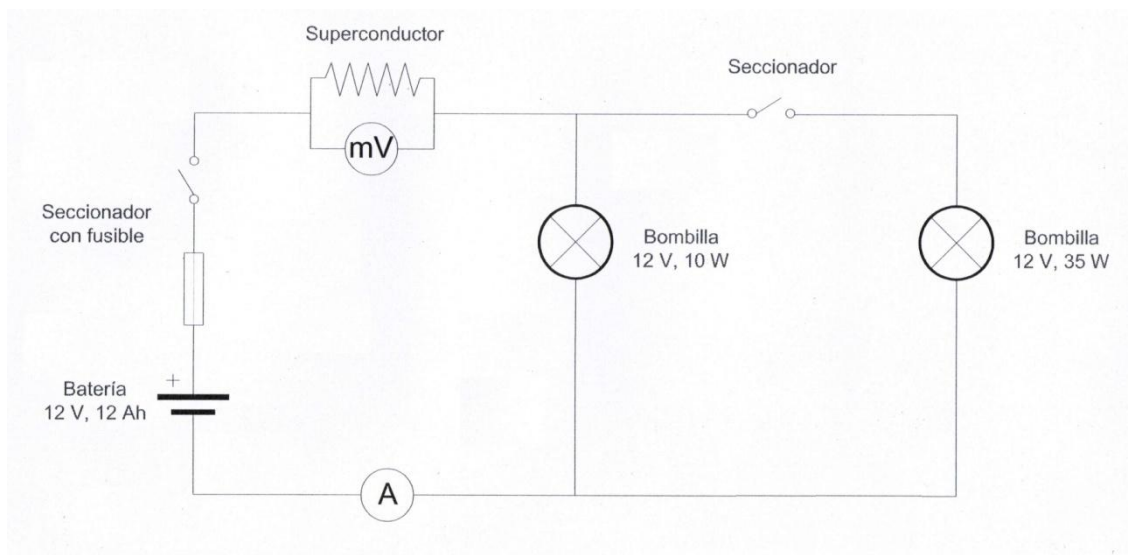 Superconductor
mV
Seccionador
Seccionador
con fusible
Bombilla
12 V, 10 W
Bombilla
12 V, 35 W
+
Batería
12 V, 12 Ah
A